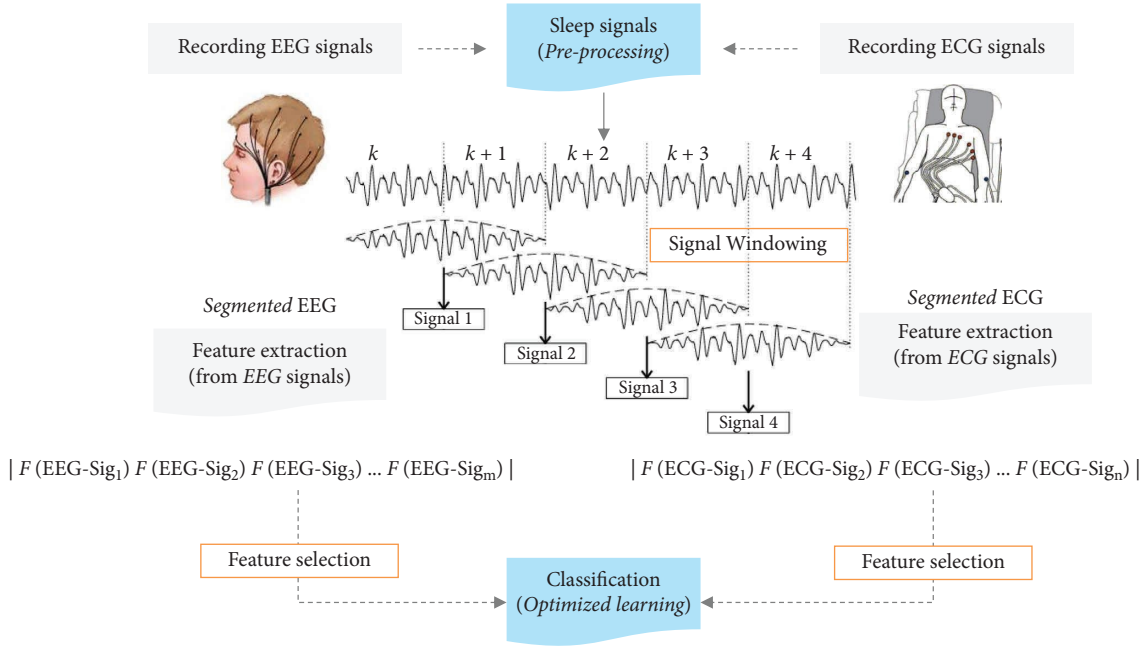 Sleep signals
(Pre-processing)
Recording EEG signals
Recording ECG signals
k
k + 1
k + 2
k + 3
k + 4
Signal Windowing
Segmented EEG
Segmented ECG
Signal 1
Feature extraction
(from EEG signals)
Feature extraction
(from ECG signals)
Signal 2
Signal 3
Signal 4
| F (EEG-Sig₁) F (EEG-Sig₂) F (EEG-Sig₃) ... F (EEG-Sigₘ) |
| F (ECG-Sig₁) F (ECG-Sig₂) F (ECG-Sig₃) ... F (ECG-Sigₙ) |
Feature selection
Feature selection
Classification
(Optimized learning)